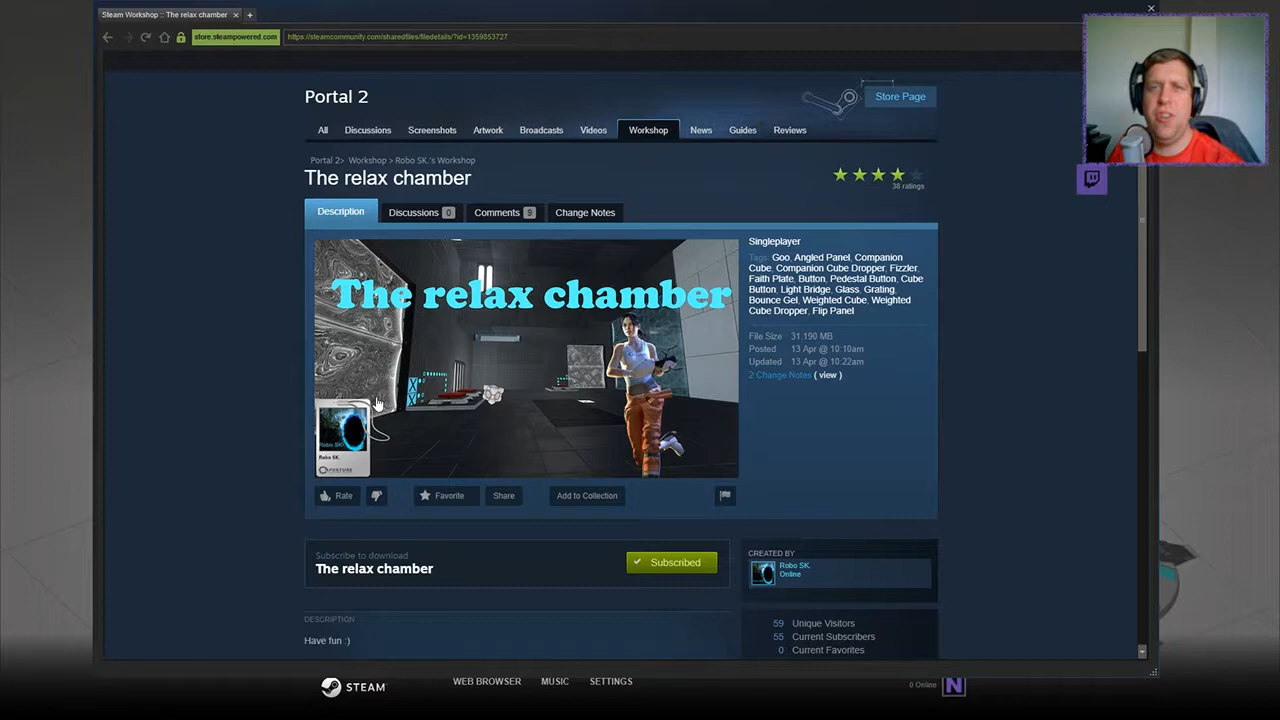 Steam Workshop :: The relax chamber
store.steampowered.com
https://steamcommunity.com/sharedfiles/filedetails/?id=1359853727
Portal 2
Store Page
All
Discussions
Screenshots
Artwork
Broadcasts
Videos
Workshop
News
Guides
Reviews
Portal 2 > Workshop > Robo SK.'s Workshop
The relax chamber
38 ratings
Description
Discussions 0
Comments 9
Change Notes
The relax chamber
Robo SK.
Robo SK.
APERTURE
Singleplayer
Tags: Goo, Angled Panel, Companion
Cube, Companion Cube Dropper, Fizzler,
Faith Plate, Button, Pedestal Button, Cube
Button, Light Bridge, Glass, Grating,
Bounce Gel, Weighted Cube, Weighted
Cube Dropper, Flip Panel
File Size 31.190 MB
Posted 13 Apr @ 10:10am
Updated 13 Apr @ 10:22am
2 Change Notes ( view )
Rate
Favorite
Share
Add to Collection
Subscribe to download
The relax chamber
Subscribed
CREATED BY
Robo SK.
Online
DESCRIPTION
Have fun :)
59 Unique Visitors
55 Current Subscribers
0 Current Favorites
STEAM
WEB BROWSER
MUSIC
SETTINGS
0 Online
N